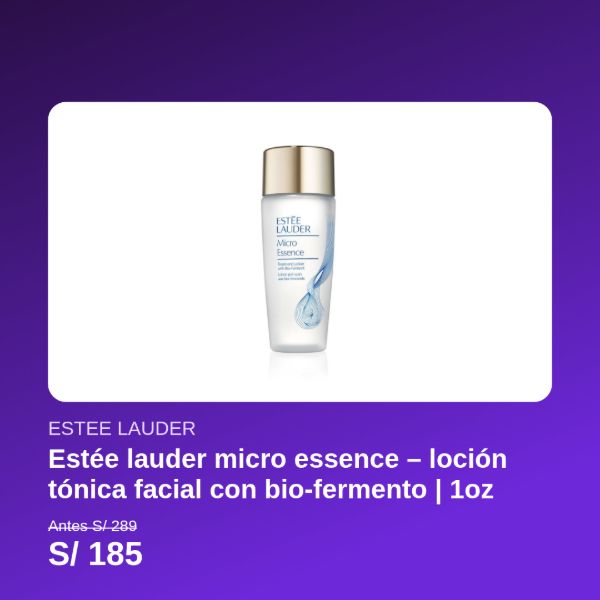 ESTĒE
LAUDER
Micro
Essence
ESTEE LAUDER
Estée lauder micro essence – loción
tónica facial con bio-fermento | 1oz
Antes S/ 289
S/ 185